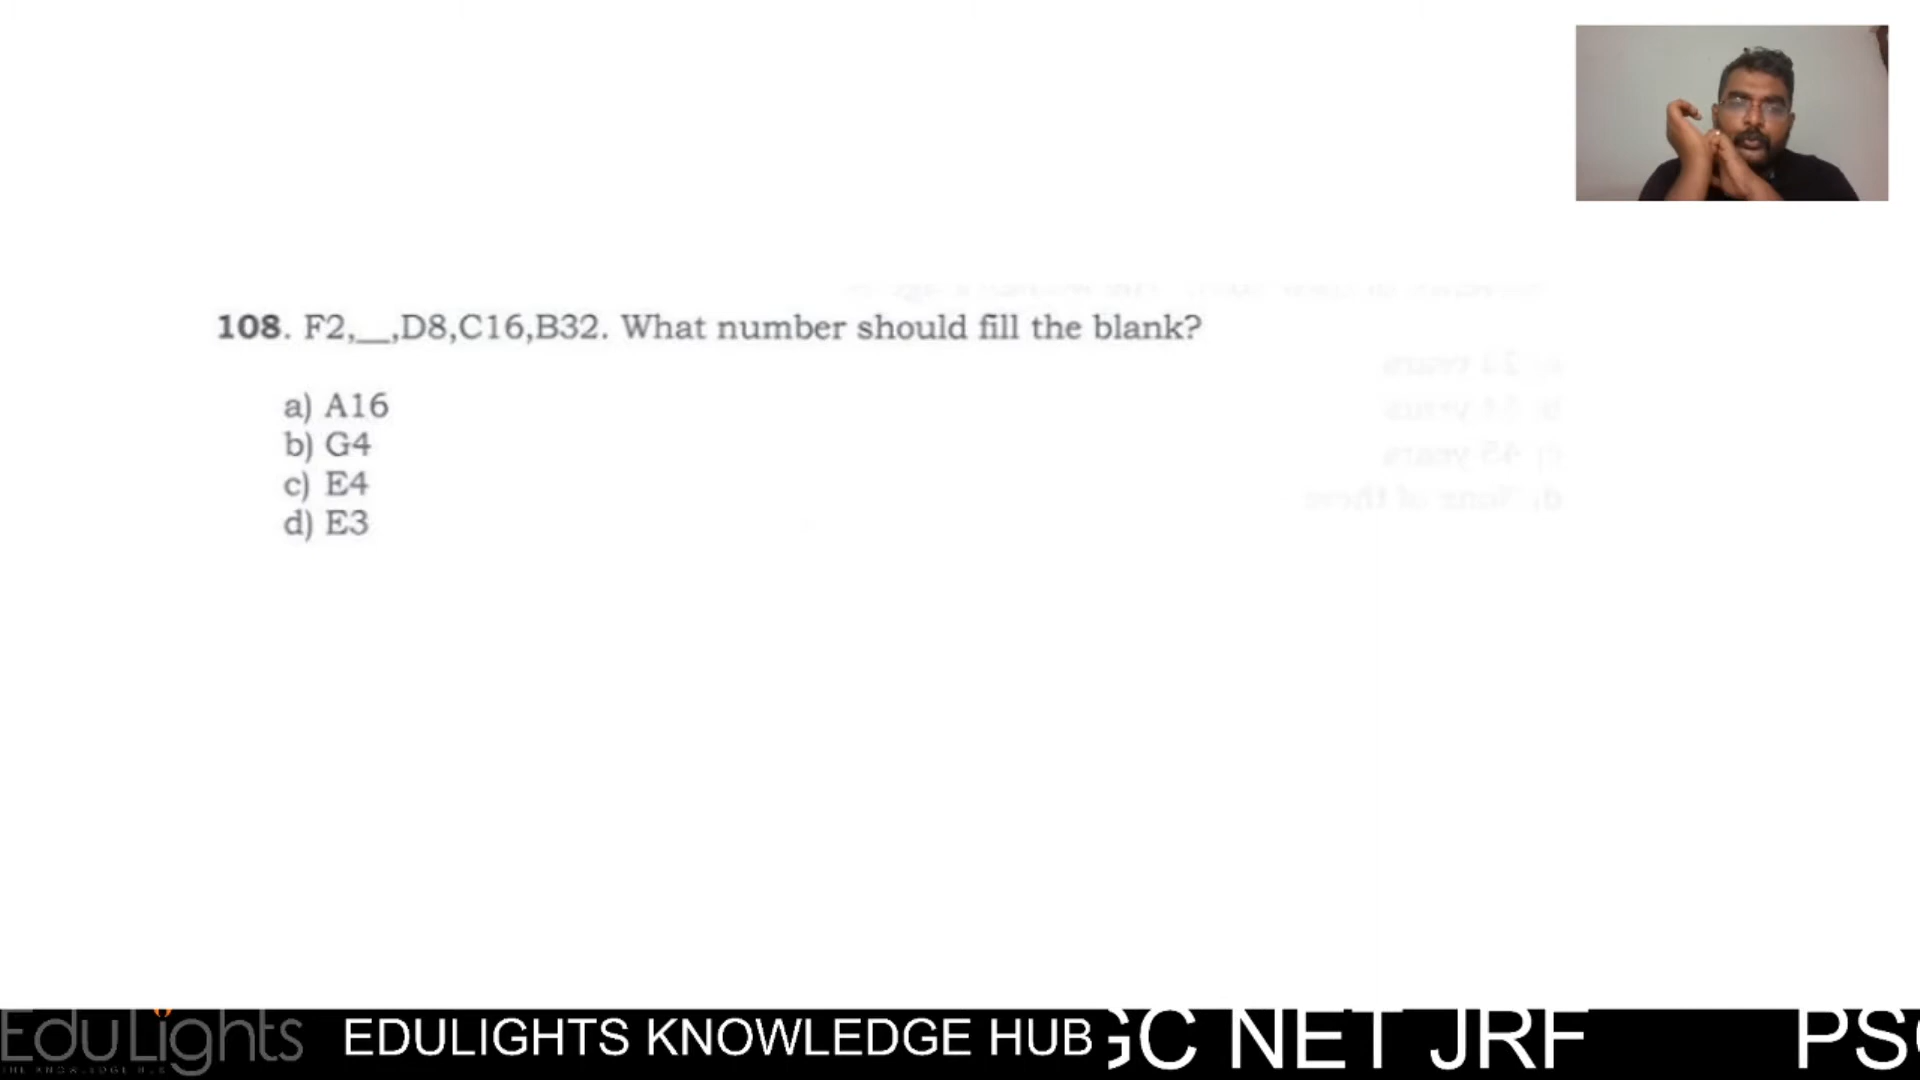 108. F2,__,D8,C16,B32. What number should fill the blank?
a) A16
b) G4
c) E4
d) E3
EduLights
EDULIGHTS KNOWLEDGE HUB
GC NET JRF
PS